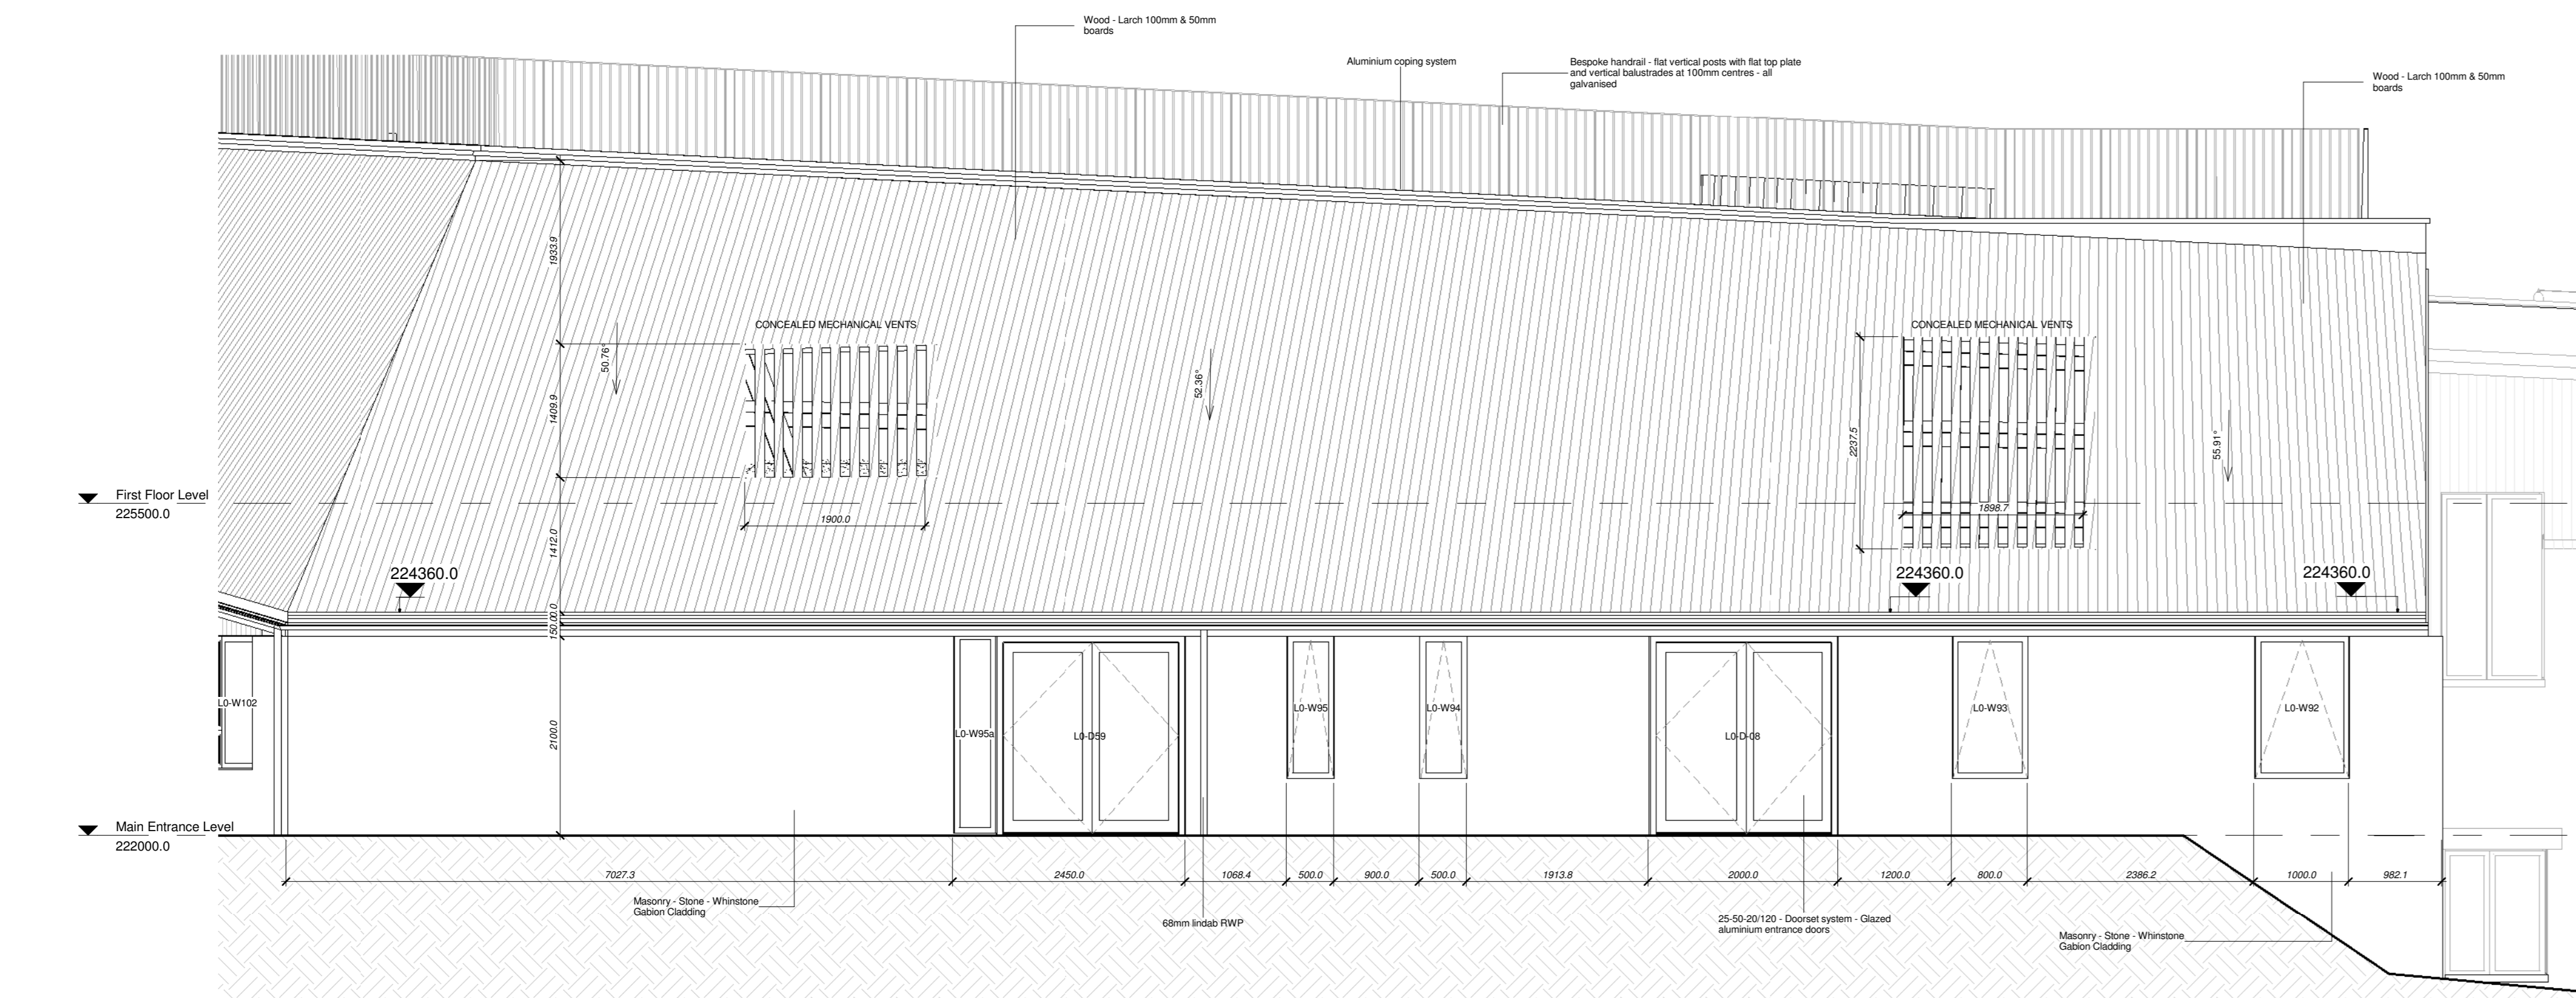 Wood - Larch 100mm & 50mm
boards
Aluminium coping system
Bespoke handrail - flat vertical posts with flat top plate
and vertical balustrades at 100mm centres - all
galvanised
Wood - Larch 100mm & 50mm
boards
1933.9
CONCEALED MECHANICAL VENTS
CONCEALED MECHANICAL VENTS
50.76°
52.36°
1409.9
2237.5
55.91°
First Floor Level
225500.0
1900.0
1898.7
1412.0
224360.0
224360.0
224360.0
L0-W102
2100.0
L0-W95a
L0-D59
L0-W95
L0-W94
L0-D-08
L0-W93
L0-W92
Main Entrance Level
222000.0
7027.3
2450.0
1068.4
500.0
900.0
500.0
1913.8
2000.0
1200.0
800.0
2386.2
1000.0
982.1
Masonry - Stone - Whinstone
Gabion Cladding
68mm lindab RWP
25-50-20/120 - Doorset system - Glazed
aluminium entrance doors
Masonry - Stone - Whinstone
Gabion Cladding